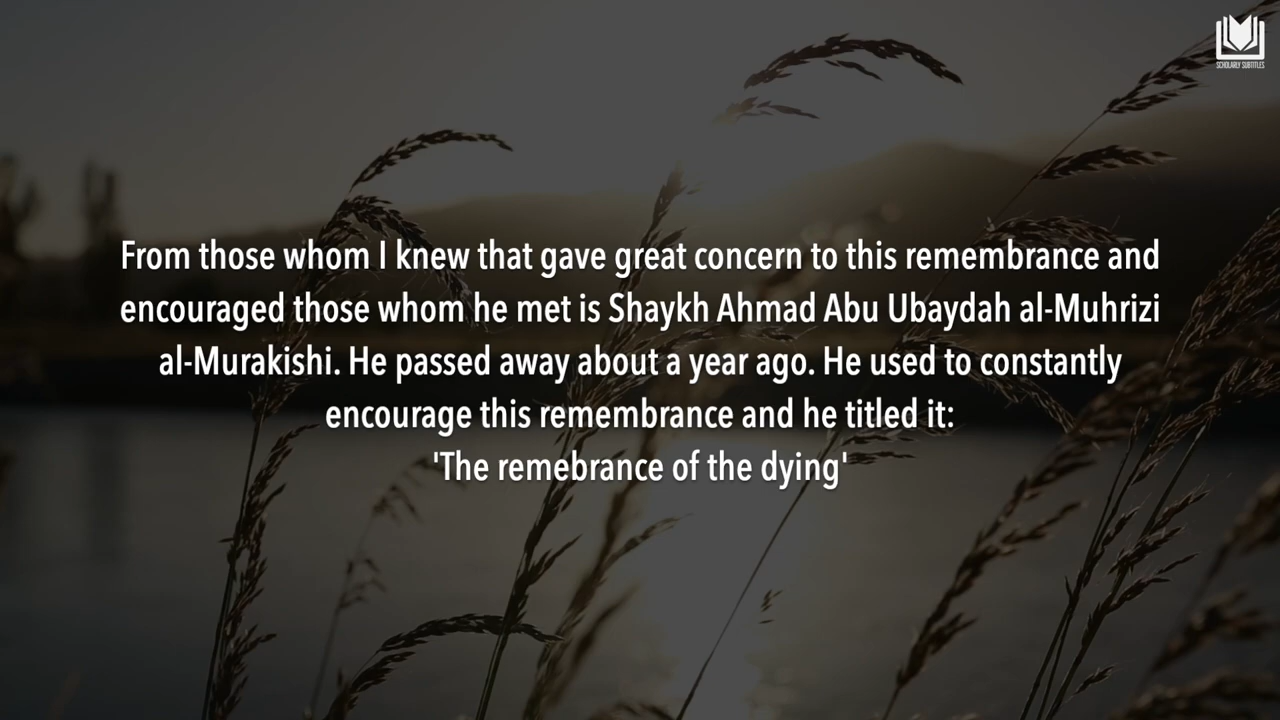 SCHOLARLY SUBTITLES
From those whom I knew that gave great concern to this remembrance and
encouraged those whom he met is Shaykh Ahmad Abu Ubaydah al-Muhrizi
al-Murakishi. He passed away about a year ago. He used to constantly
encourage this remembrance and he titled it:
'The remebrance of the dying'